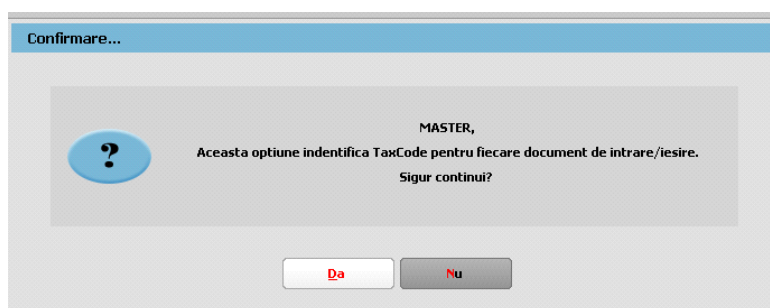 Confirmare...
?
MASTER,
Aceasta optiune indentifica TaxCode pentru fiecare document de intrare/iesire.
Sigur continui?
Da
Nu